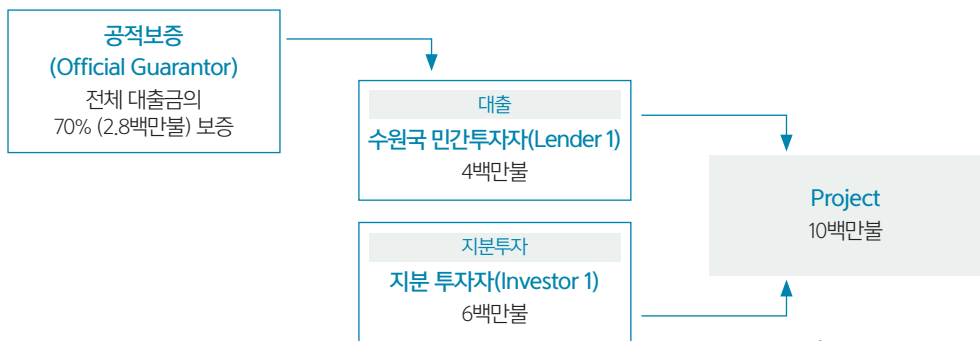 공적보증
(Official Guarantor)
전체 대출금의
70% (2.8백만불) 보증
대출
수원국 민간투자자(Lender 1)
4백만불
지분투자
지분 투자자(Investor 1)
6백만불
Project
10백만불